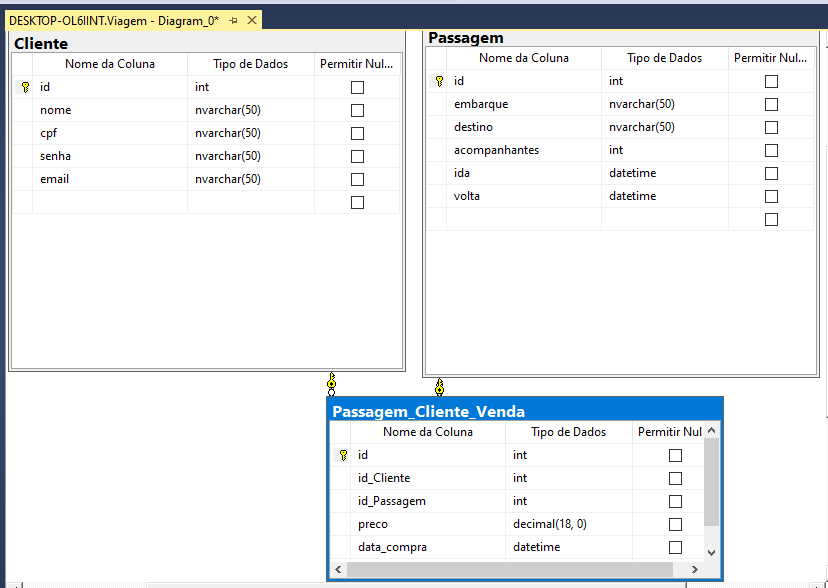 DESKTOP-OL6IINT.Viagem - Diagram_0*
Cliente
Nome da Coluna Tipo de Dados Permitir Nul...
id int
nome nvarchar(50)
cpf nvarchar(50)
senha nvarchar(50)
email nvarchar(50)
Passagem
Nome da Coluna Tipo de Dados Permitir Nul...
id int
embarque nvarchar(50)
destino nvarchar(50)
acompanhantes int
ida datetime
volta datetime
Passagem_Cliente_Venda
Nome da Coluna Tipo de Dados Permitir Nul
id int
id_Cliente int
id_Passagem int
preco decimal(18, 0)
data_compra datetime